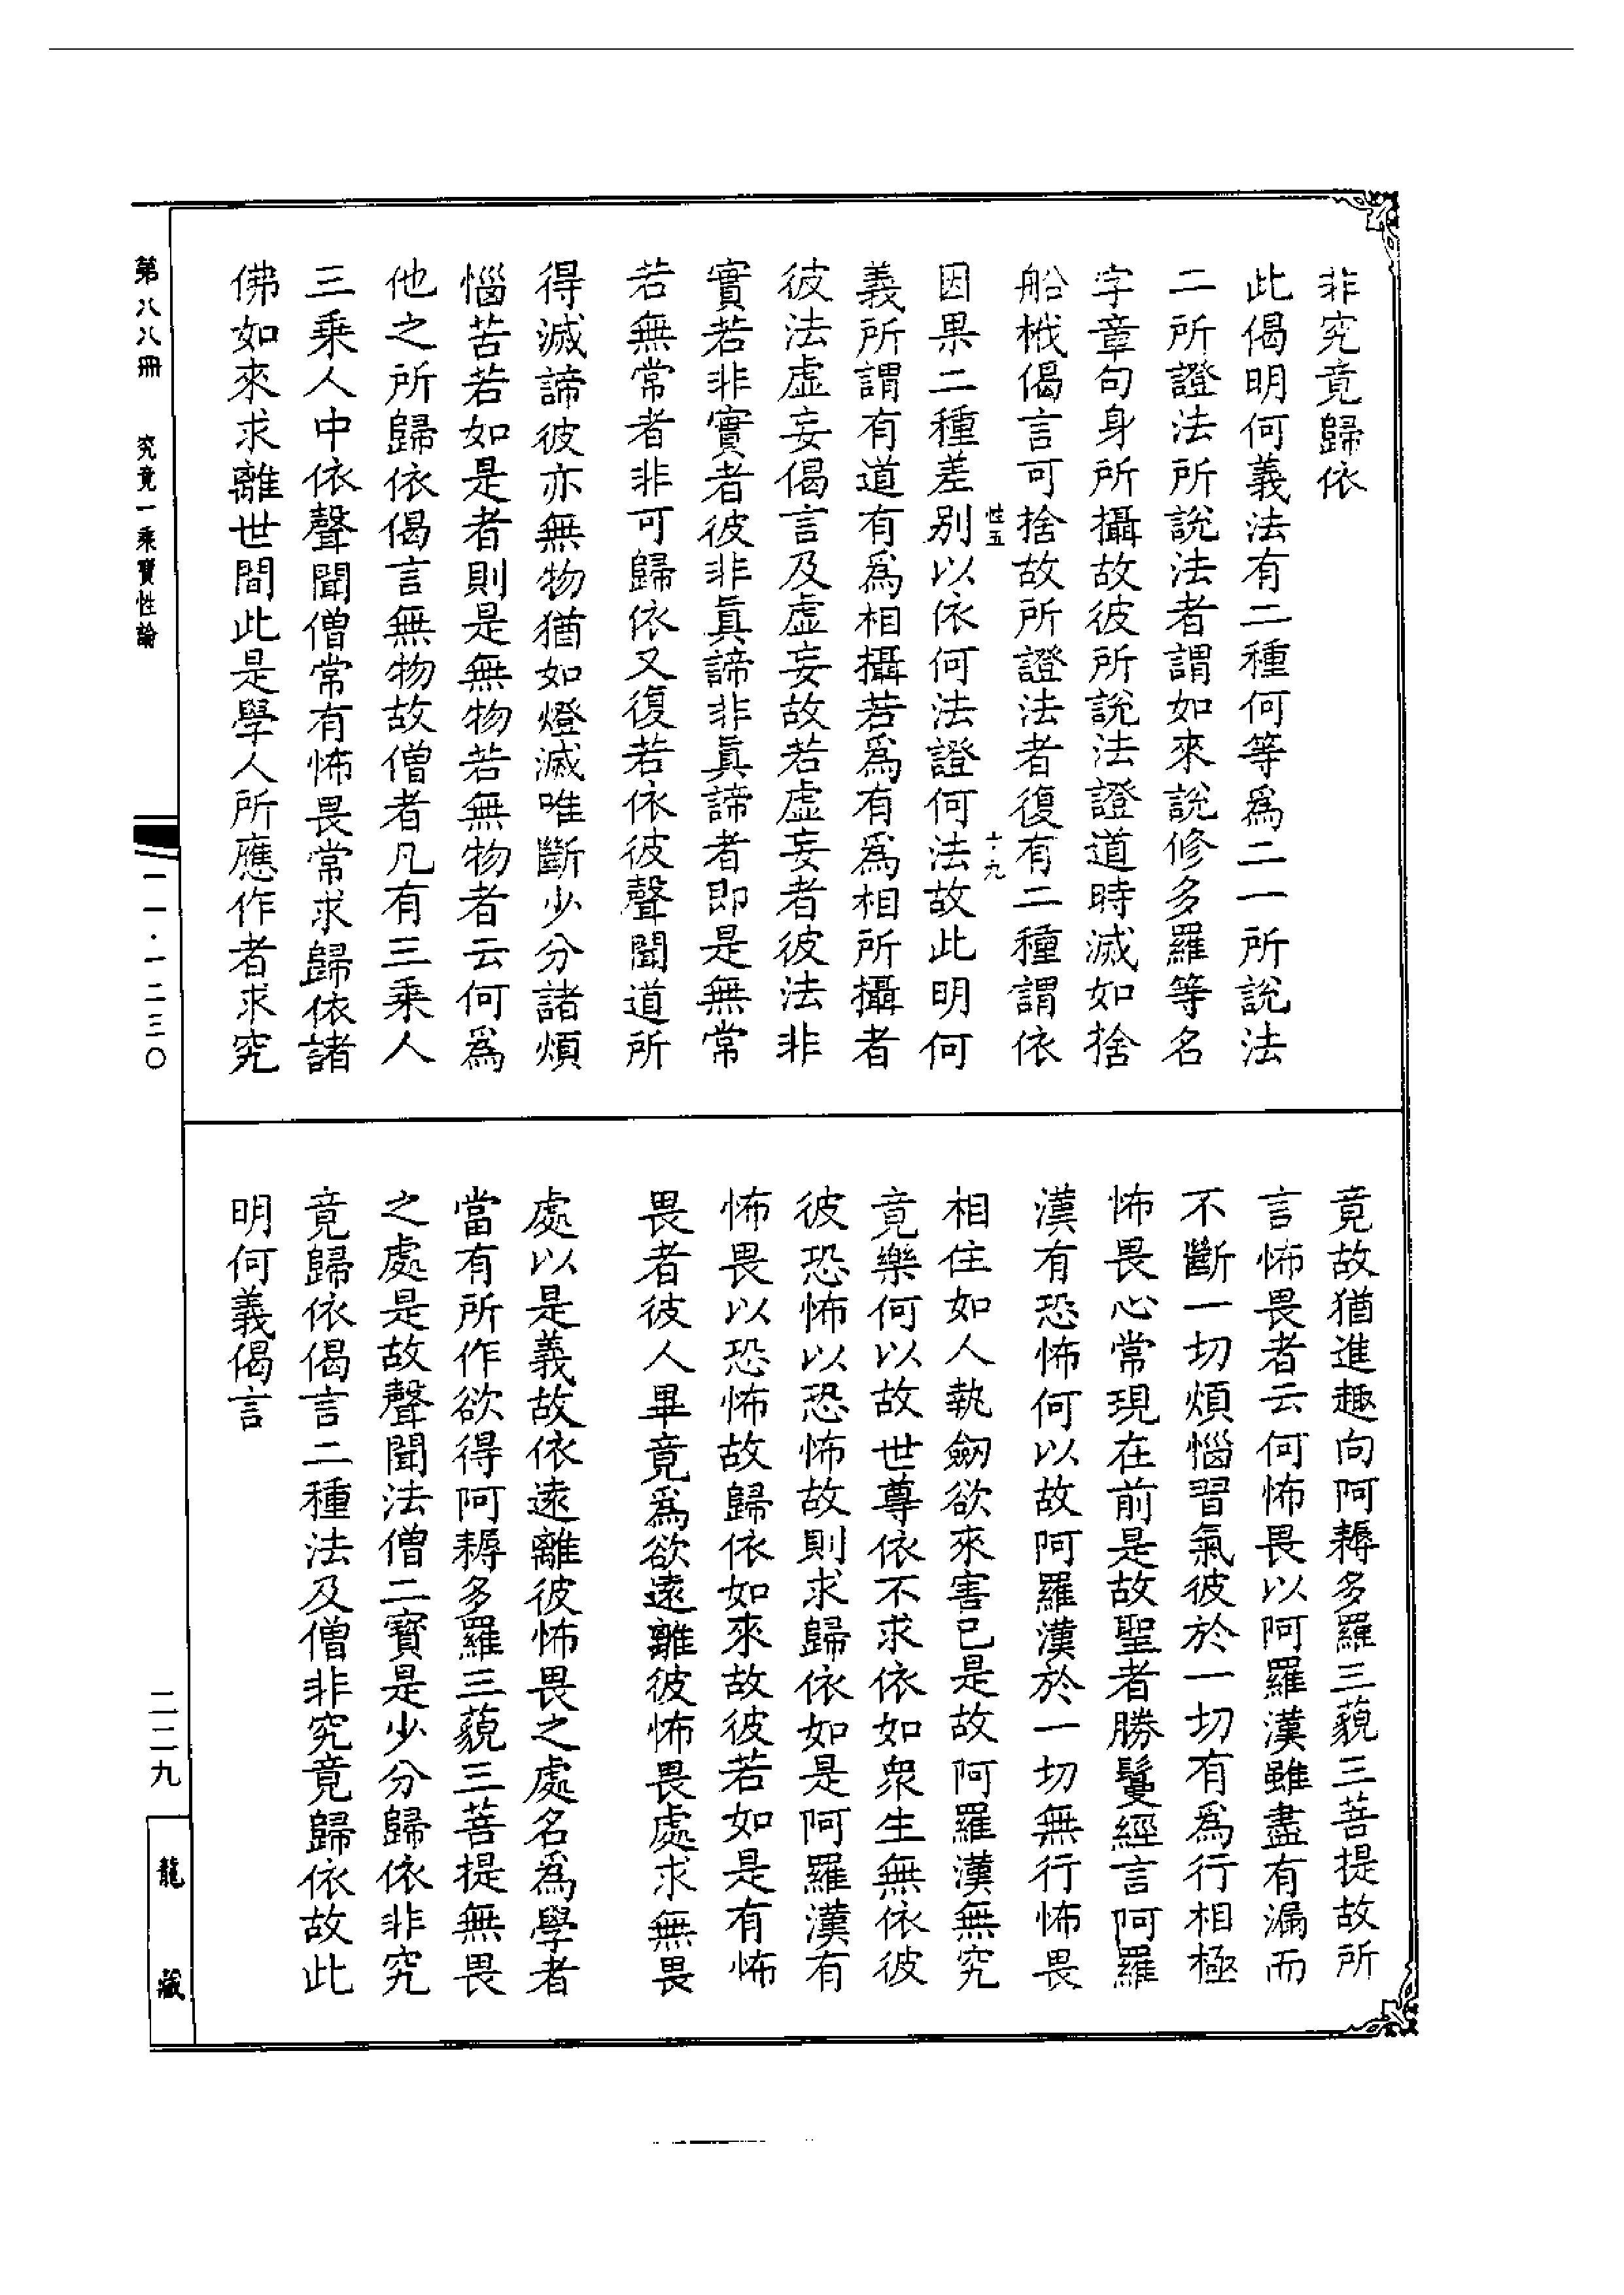 非究竟歸依
此偈明何義法有二種何等爲二一所說法
二所證法所說法者謂如來說修多羅等名
字章句身所攝故彼所說法證道時滅如捨
船栰偈言可捨故所證法者復有二種謂依
性五
十九
因果二種差别以依何法證何法故此明何
義所謂有道有爲相攝若爲有爲相所攝者
彼法虛妄偈言及虛妄故若虛妄者彼法非
實若非實者彼非眞諦非眞諦者即是無常
若無常者非可歸依又復若依彼聲聞道所
得滅諦彼亦無物猶如燈滅唯斷少分諸煩
惱苦若如是者則是無物若無物者云何爲
他之所歸依偈言無物故僧者凡有三乘人
三乘人中依聲聞僧常有怖畏常求歸依諸
佛如來求離世間此是學人所應作者求究
竟故猶進趣向阿耨多羅三藐三菩提故所
言怖畏者云何怖畏以阿羅漢雖盡有漏而
不斷一切煩惱習氣彼於一切有爲行相極
怖畏心常現在前是故聖者勝鬘經言阿羅
漢有恐怖何以故阿羅漢於一切無行怖畏
相住如人執劒欲來害已是故阿羅漢無究
竟樂何以故世尊依不求依如衆生無依彼
彼恐怖以恐怖故則求歸依如是阿羅漢有
怖畏以恐怖故歸依如來故彼若如是有怖
畏者彼人畢竟爲欲遠離彼怖畏處求無畏
處以是義故依遠離彼怖畏之處名爲學者
當有所作欲得阿耨多羅三藐三菩提無畏
之處是故聲聞法僧二寶是少分歸依非究
竟歸依偈言二種法及僧非究竟歸依故此
明何義偈言
第八八冊 究竟一乘寶性論
一一·一二三〇
二二九
龍藏